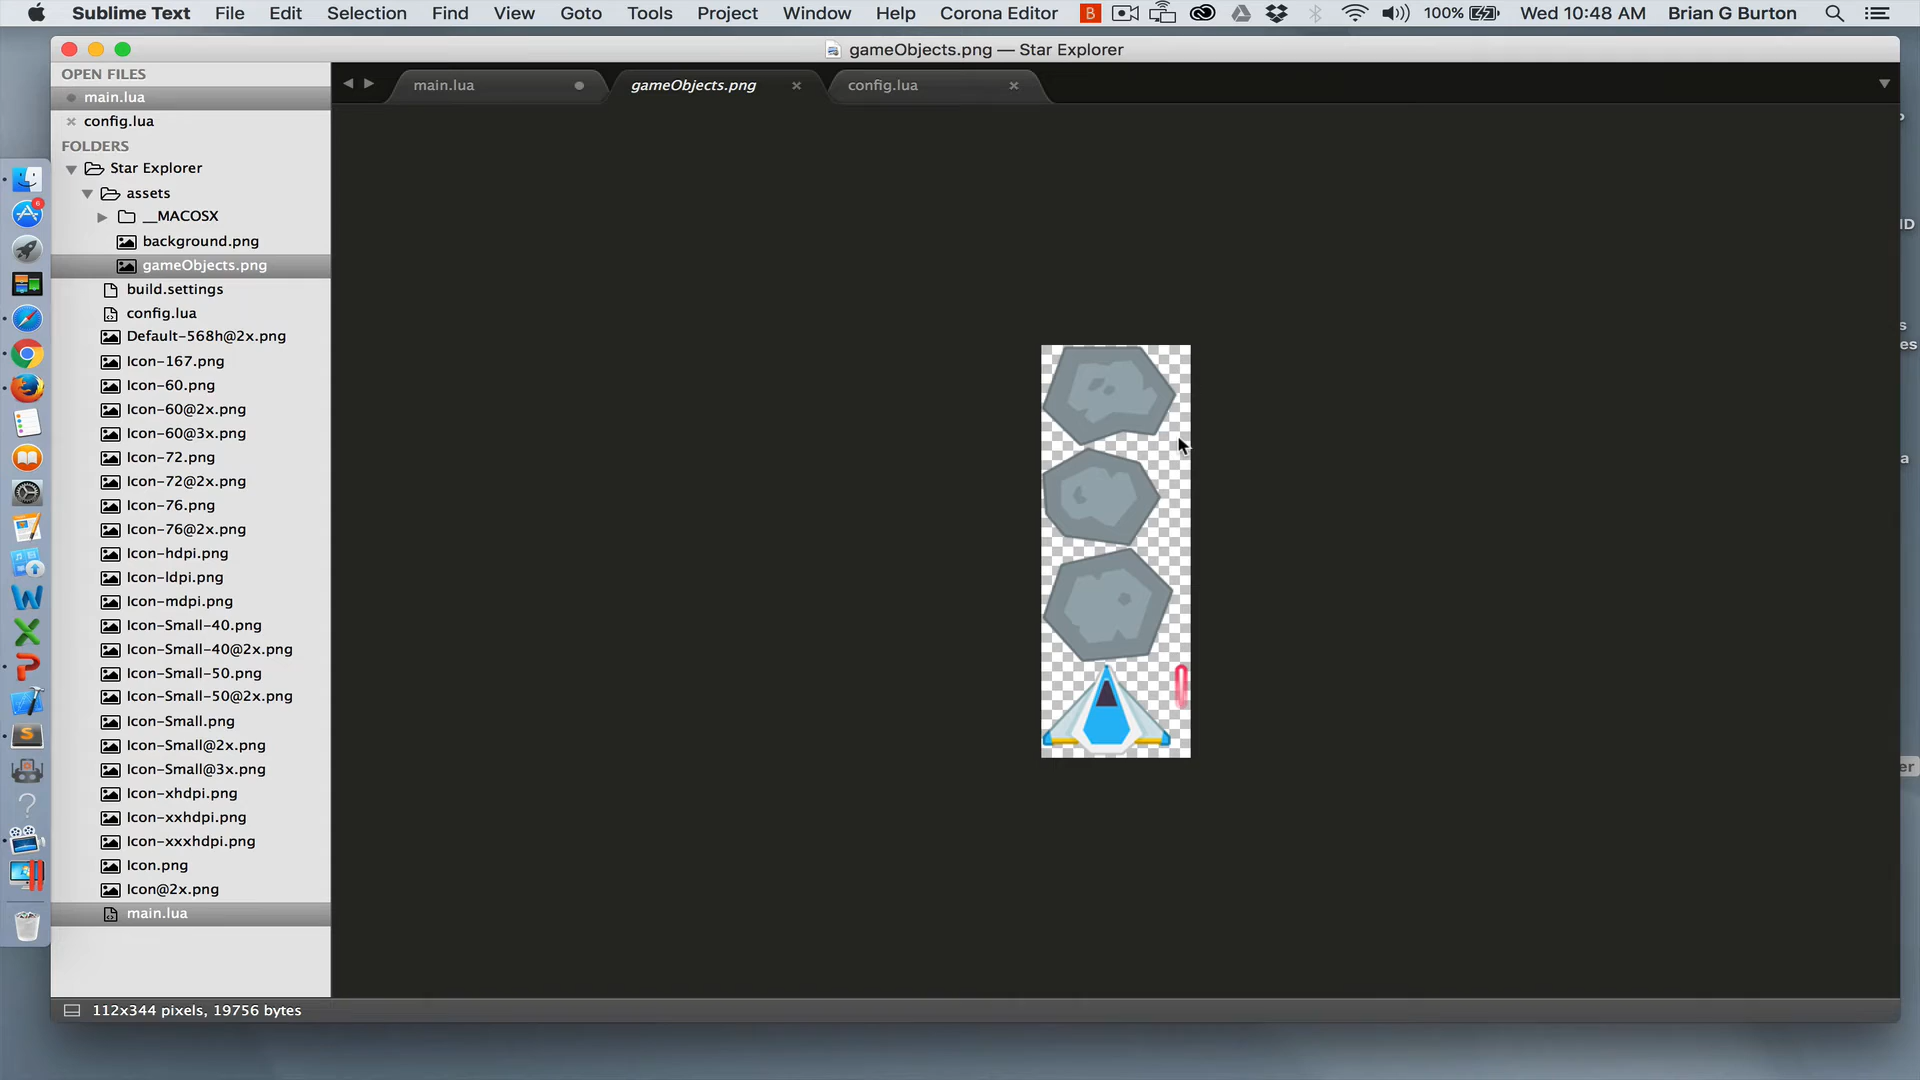 Sublime Text File Edit Selection Find View Goto Tools Project Window Help Corona Editor B 100% Wed 10:48 AM Brian G Burton
gameObjects.png — Star Explorer
OPEN FILES
main.lua
config.lua
FOLDERS
Star Explorer
assets
__MACOSX
background.png
gameObjects.png
build.settings
config.lua
Default-568h@2x.png
Icon-167.png
Icon-60.png
Icon-60@2x.png
Icon-60@3x.png
Icon-72.png
Icon-72@2x.png
Icon-76.png
Icon-76@2x.png
Icon-hdpi.png
Icon-ldpi.png
Icon-mdpi.png
Icon-Small-40.png
Icon-Small-40@2x.png
Icon-Small-50.png
Icon-Small-50@2x.png
Icon-Small.png
Icon-Small@2x.png
Icon-Small@3x.png
Icon-xhdpi.png
Icon-xxhdpi.png
Icon-xxxhdpi.png
Icon.png
Icon@2x.png
main.lua
main.lua gameObjects.png config.lua
112x344 pixels, 19756 bytes